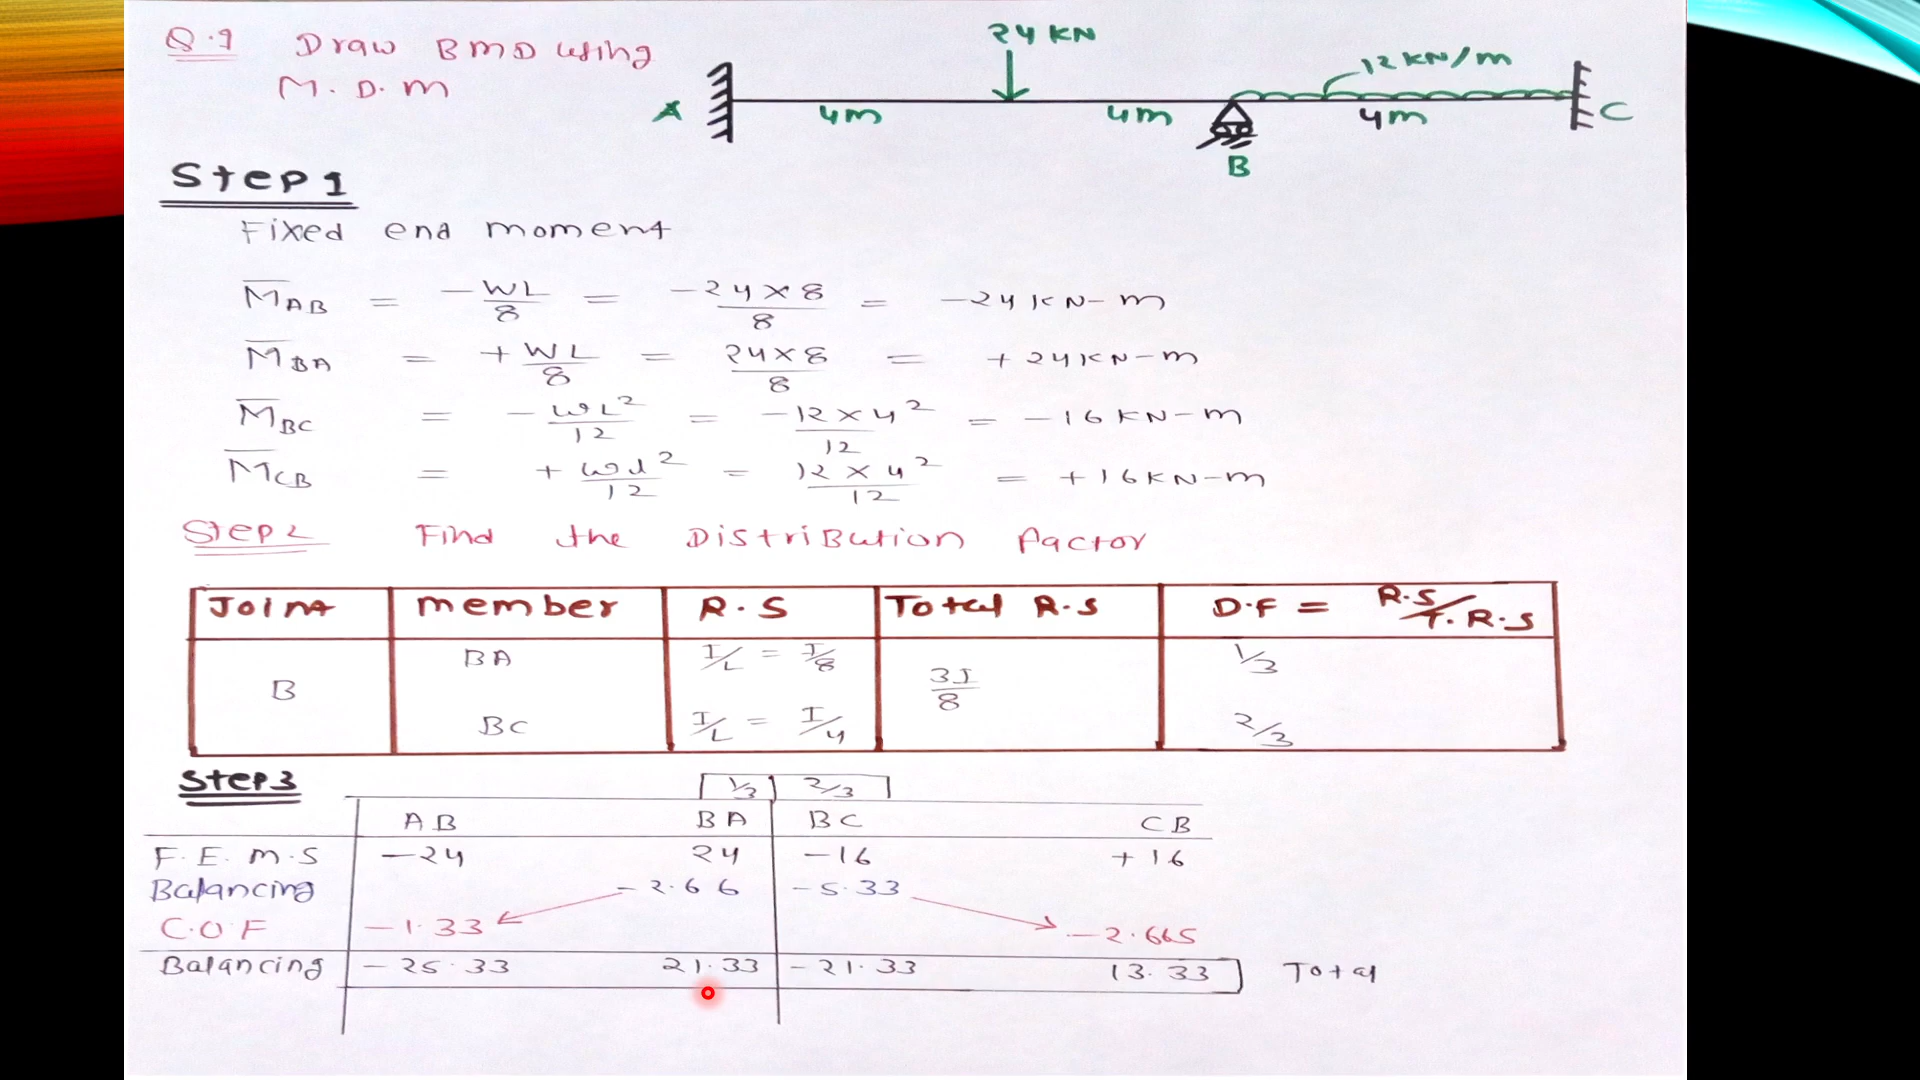 Q.1 Draw BMD using
M.D.M
24 KN
12 KN/m
A 4m 4m 4m C
B
Step 1
Fixed end moment
M̅AB = -WL/8 = -24×8/8 = -24 KN-m
M̅BA = +WL/8 = 24×8/8 = +24 KN-m
M̅BC = -WL²/12 = -12×4²/12 = -16 KN-m
M̅CB = +Wl²/12 = 12×4²/12 = +16 KN-m
Step 2 Find the Distribution factor
Joint member R.S Total R.S D.F = R.S/T.R.S
BA I/L = I/8 1/3
B 3I/8
BC I/L = I/4 2/3
Step 3
1/3 2/3
AB BA BC CB
F.E.M.S -24 24 -16 +16
Balancing -2.66 -5.33
C.O.F -1.33 -2.665
Balancing -25.33 21.33 -21.33 13.33 Total